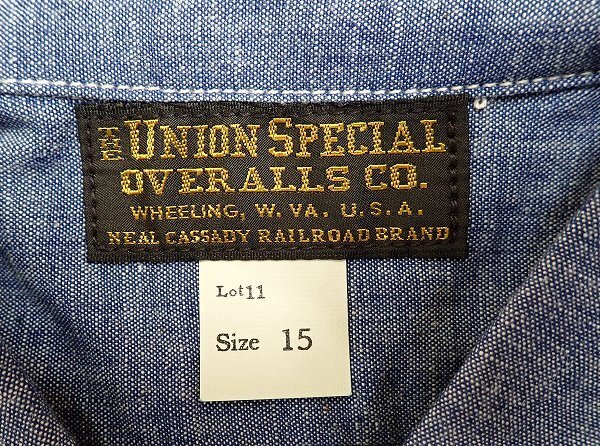 THE UNION SPECIAL
OVERALLS CO.
WHEELING, W. VA. U.S.A.
NEAL CASSADY RAILROAD BRAND
Lot11
Size 15